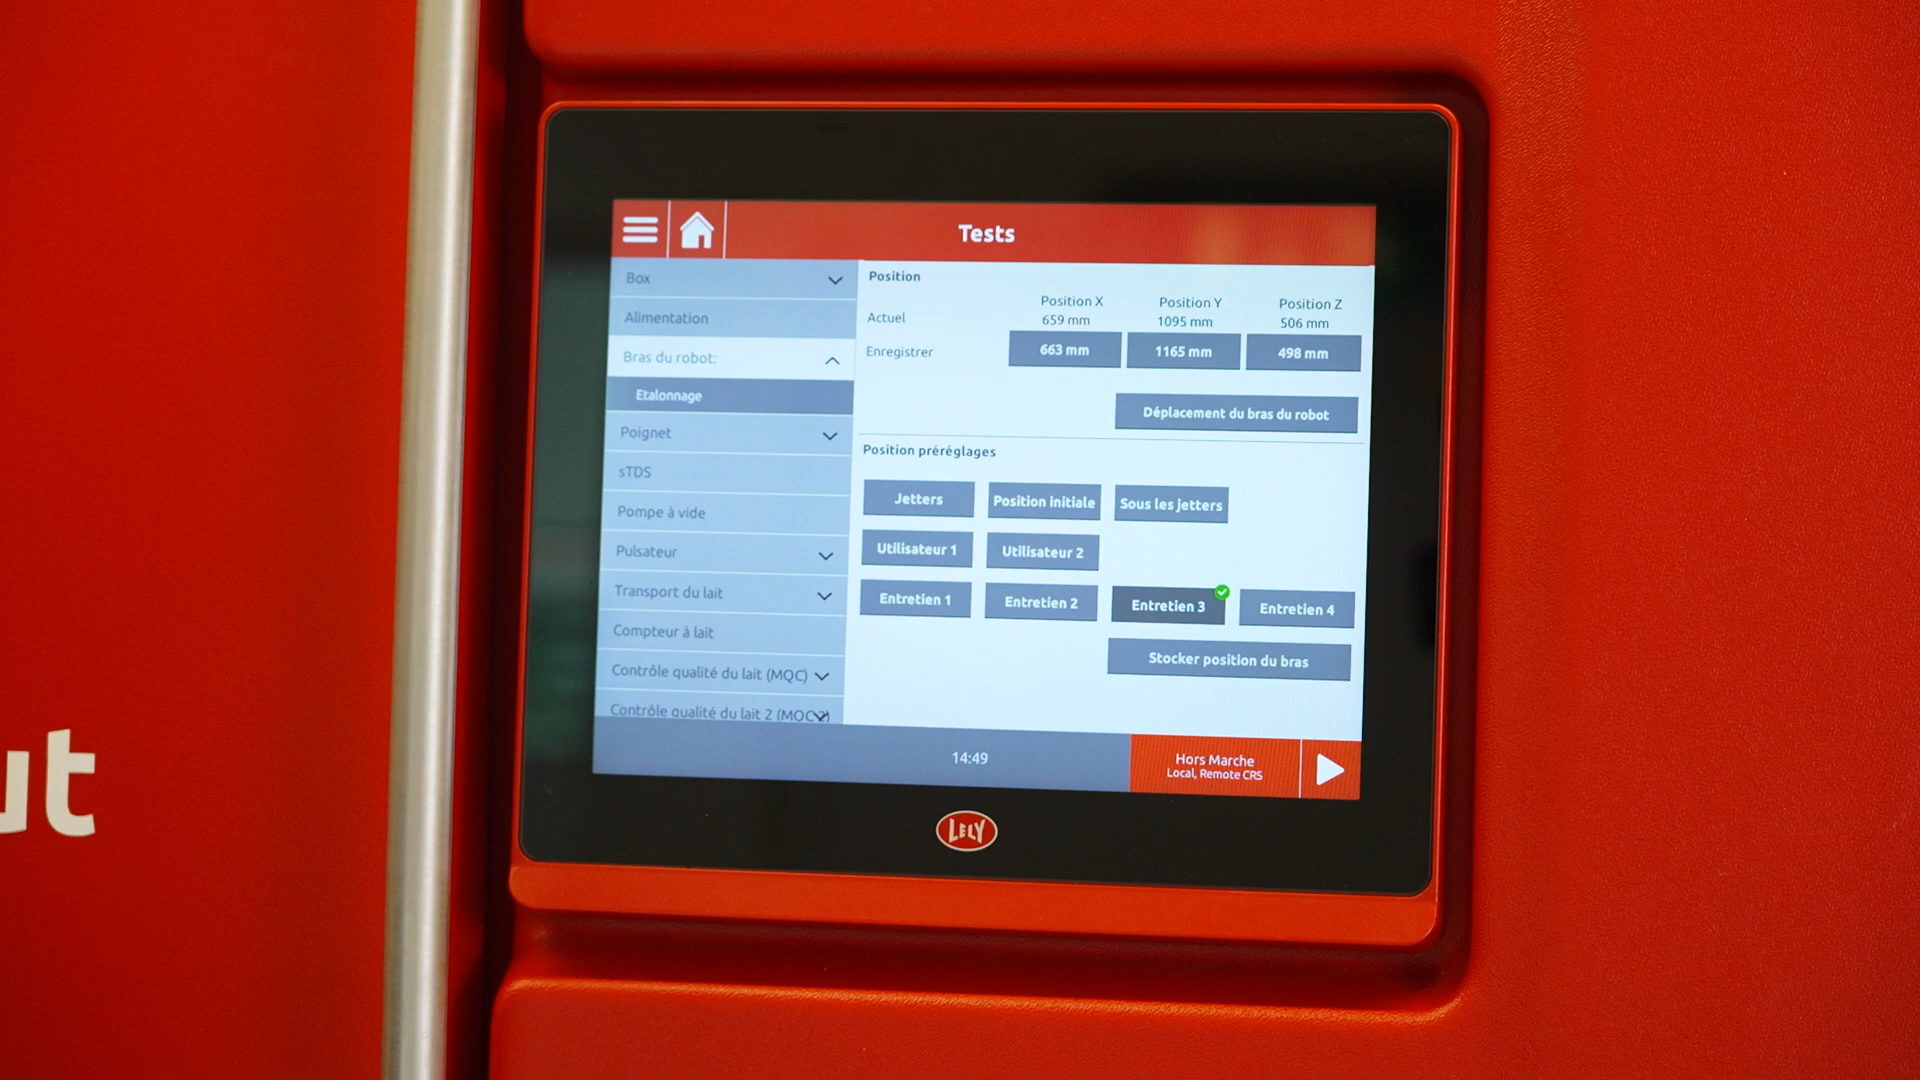 Tests
Box
Alimentation
Bras du robot:
Etalonnage
Poignet
sTDS
Pompe à vide
Pulsateur
Transport du lait
Compteur à lait
Contrôle qualité du lait (MQC)
Contrôle qualité du lait 2 (MQC2)
Position
Position X Position Y Position Z
Actuel 659 mm 1095 mm 506 mm
Enregistrer 663 mm 1165 mm 498 mm
Déplacement du bras du robot
Position préréglages
Jetters Position initiale Sous les jetters
Utilisateur 1 Utilisateur 2
Entretien 1 Entretien 2 Entretien 3 Entretien 4
Stocker position du bras
14:49
Hors Marche
Local, Remote CRS
LELY
ut